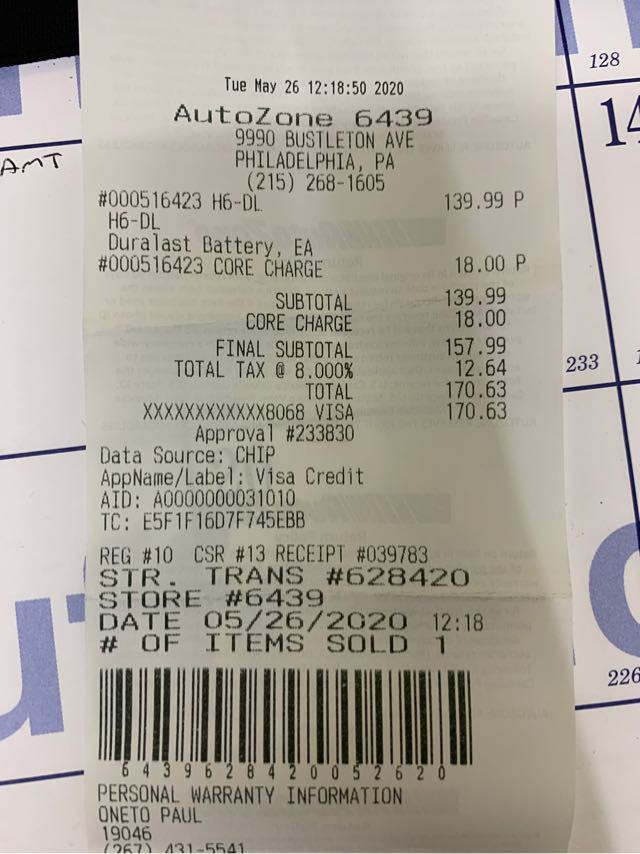 Tue May 26 12:18:50 2020
AutoZone 6439
9990 BUSTLETON AVE
PHILADELPHIA, PA
(215) 268-1605
#000516423 H6-DL 139.99 P
H6-DL
Duralast Battery, EA
#000516423 CORE CHARGE 18.00 P
SUBTOTAL 139.99
CORE CHARGE 18.00
FINAL SUBTOTAL 157.99
TOTAL TAX @ 8.000% 12.64
TOTAL 170.63
XXXXXXXXXXXX8068 VISA 170.63
Approval #233830
Data Source: CHIP
AppName/Label: Visa Credit
AID: A0000000031010
TC: E5F1F16D7F745EBB
REG #10 CSR #13 RECEIPT #039783
STR. TRANS #628420
STORE #6439
DATE 05/26/2020 12:18
# OF ITEMS SOLD 1
6439628420052620
PERSONAL WARRANTY INFORMATION
ONETO PAUL
19046
(267) 431-5541
AMT
128
14
233
226